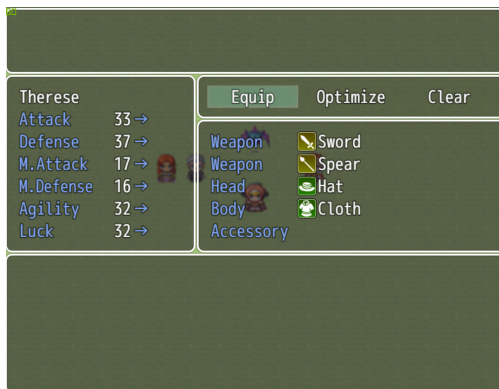 Therese
Attack 33→
Defense 37→
M.Attack 17→
M.Defense 16→
Agility 32→
Luck 32→
Equip Optimize Clear
Weapon Sword
Weapon Spear
Head Hat
Body Cloth
Accessory